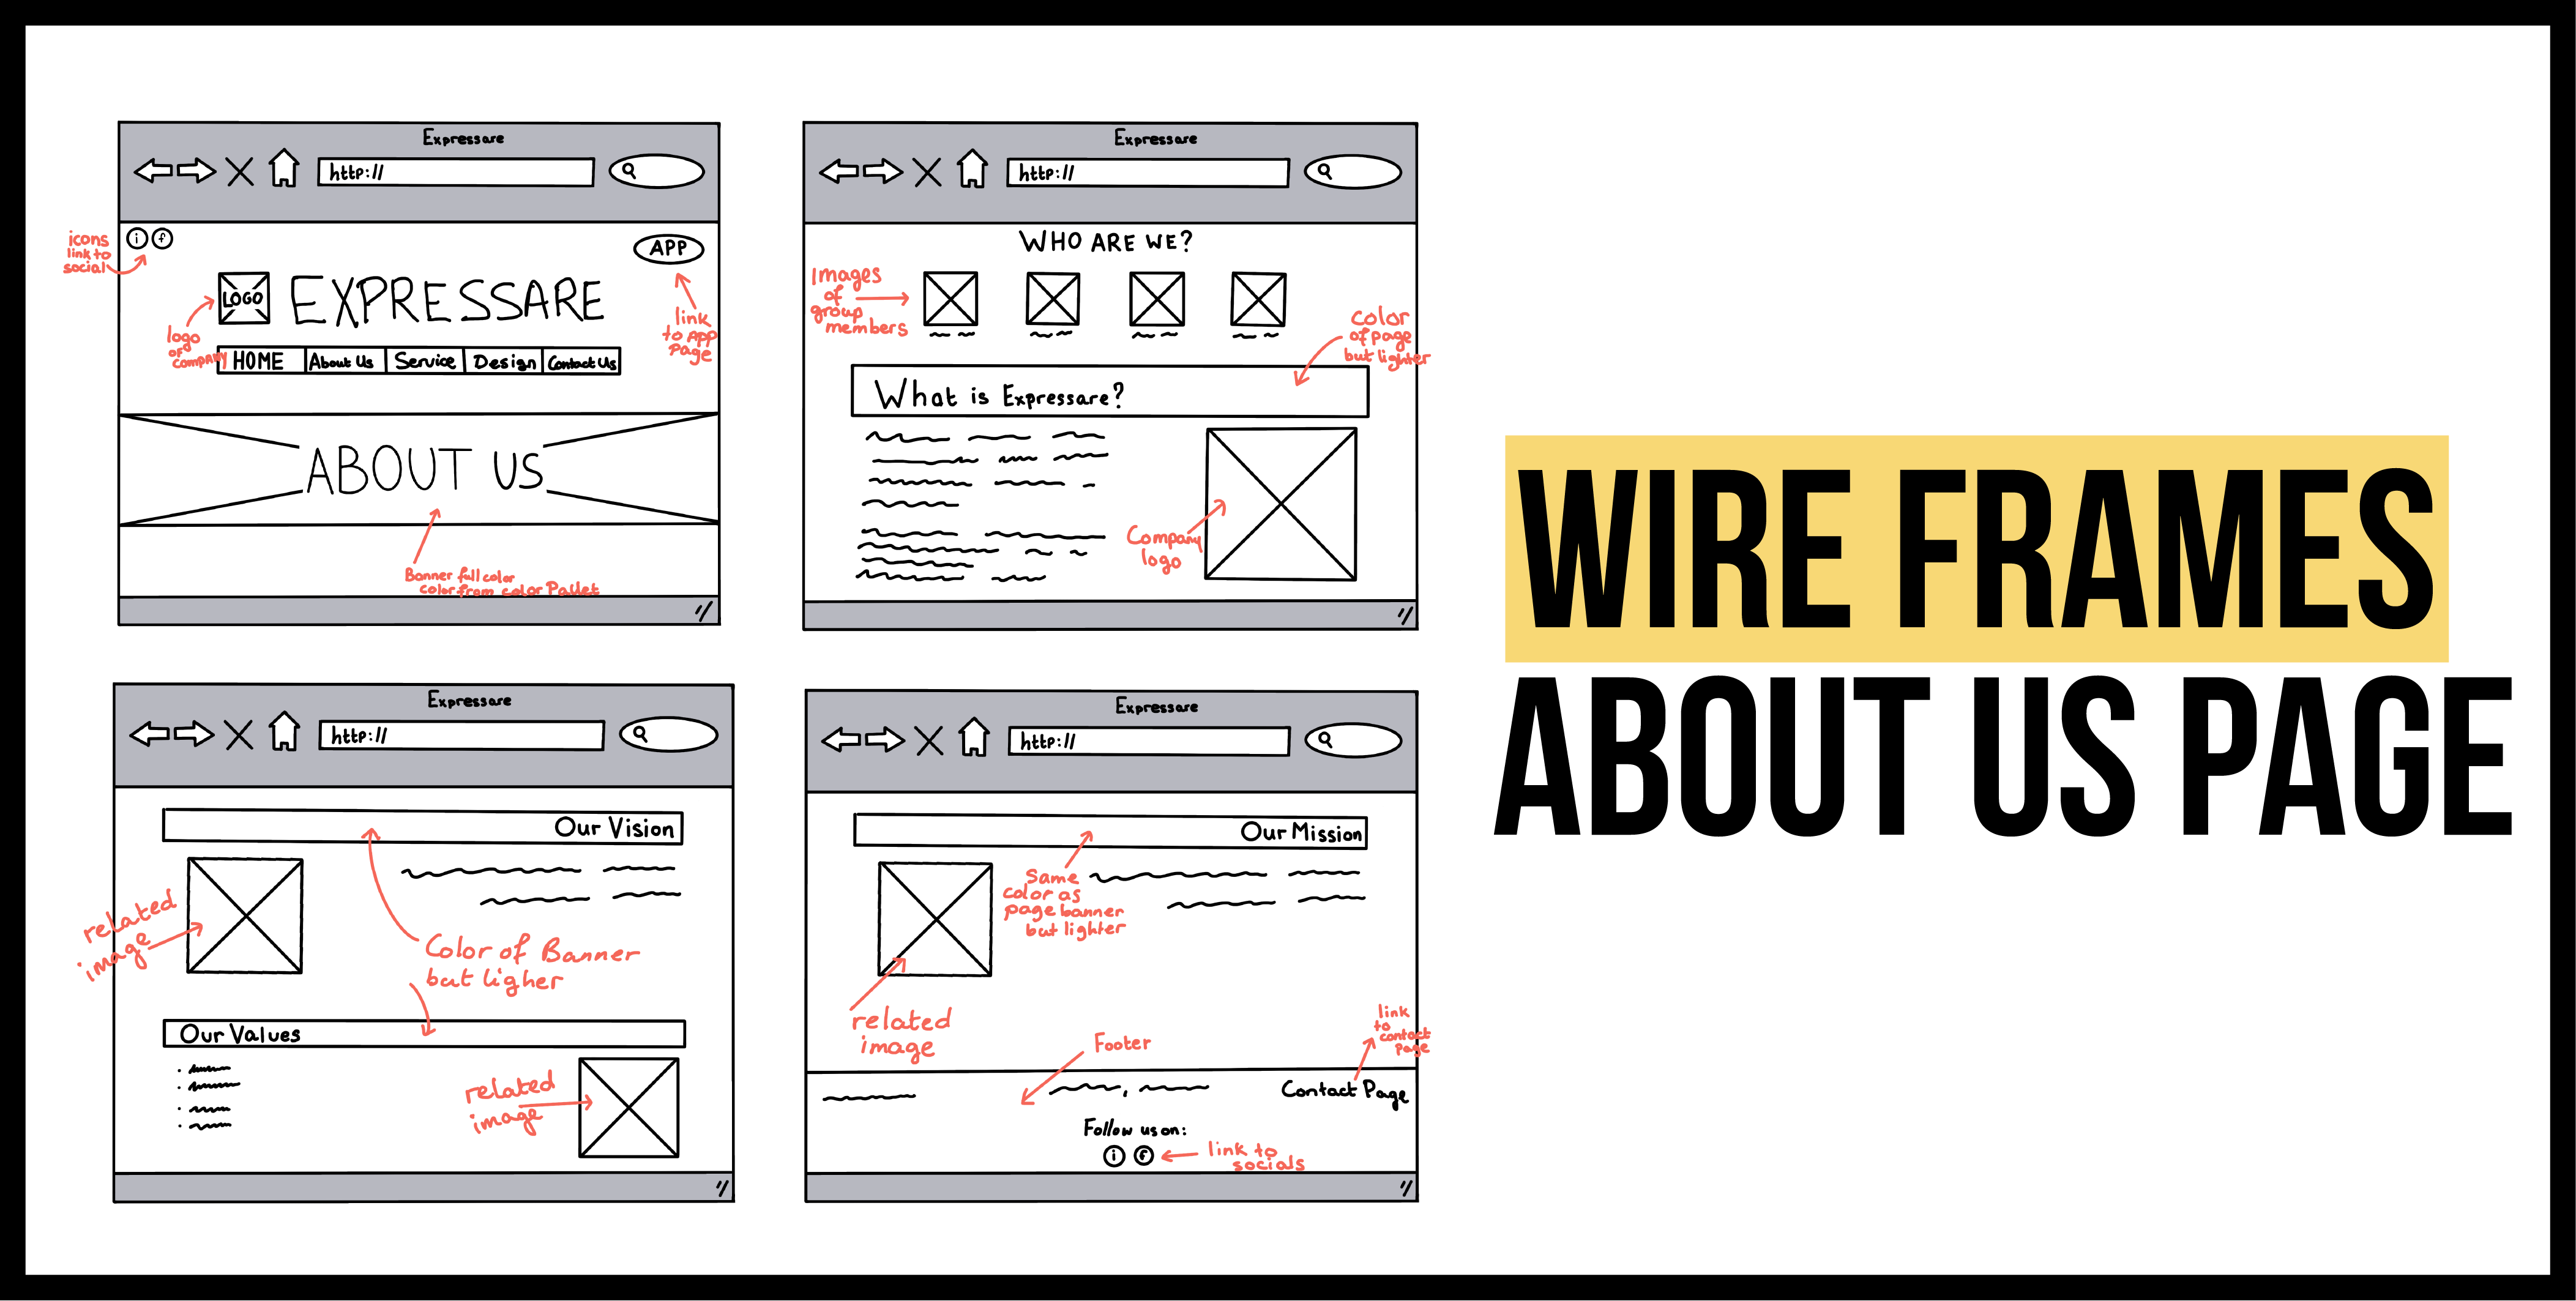 Expressare
http://
icons
link to
social
i f
APP
LOGO
EXPRESSARE
logo
of
company
link
to APP
Page
HOME About Us Service Design Contact Us
ABOUT US
Banner full color
color from color Pallet
Expressare
http://
WHO ARE WE?
Images
of
group
members
color
of page
but lighter
What is Expressare?
Company
logo
Expressare
http://
Our Vision
related
image
Color of Banner
but ligher
Our Values
related
image
Expressare
http://
Our Mission
Same
color as
page banner
but lighter
related
image
Footer
link
to
contact
page
Contact Page
Follow us on:
i f
link to
socials
WIRE FRAMES
ABOUT US PAGE